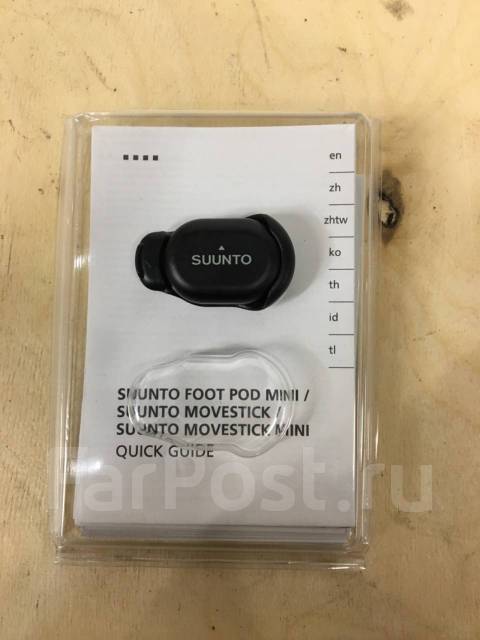 en
zh
zhtw
ko
th
id
tl
SUUNTO
SUUNTO FOOT POD MINI /
SUUNTO MOVESTICK /
SUUNTO MOVESTICK MINI
QUICK GUIDE
FarPost.ru